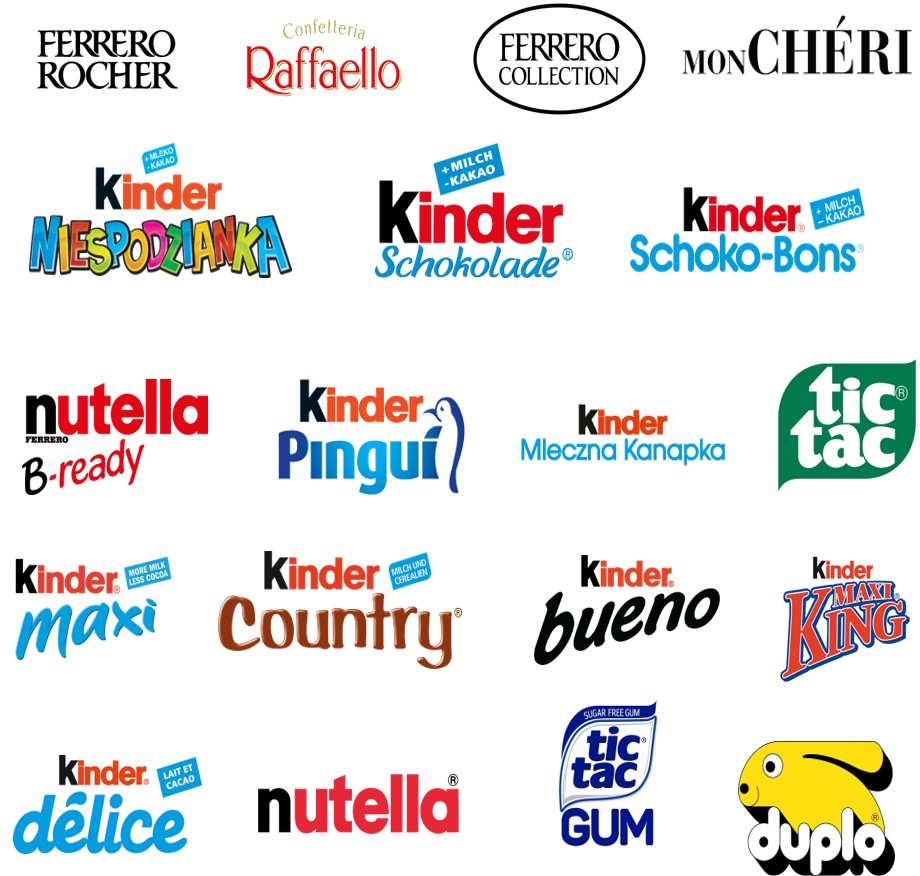 FERRERO
ROCHER
Confetteria
Raffaello
FERRERO
COLLECTION
MON CHÉRI
+ MLEKO
- KAKAO
kinder
NIESPODZIANKA
+ MILCH
- KAKAO
kinder
Schokolade®
kinder®
+ MILCH
- KAKAO
Schoko-Bons®
nutella
FERRERO
B-ready
kinder
Pinguí
kinder
Mleczna Kanapka
tic®
tac
kinder®
MORE MILK
LESS COCOA
maxi
kinder
MILCH UND
CEREALIEN
Country®
kinder®
bueno
kinder
MAXI®
KING
kinder®
LAIT ET
CACAO
délice
nutella®
SUGAR FREE GUM
tic®
tac
GUM
duplo®